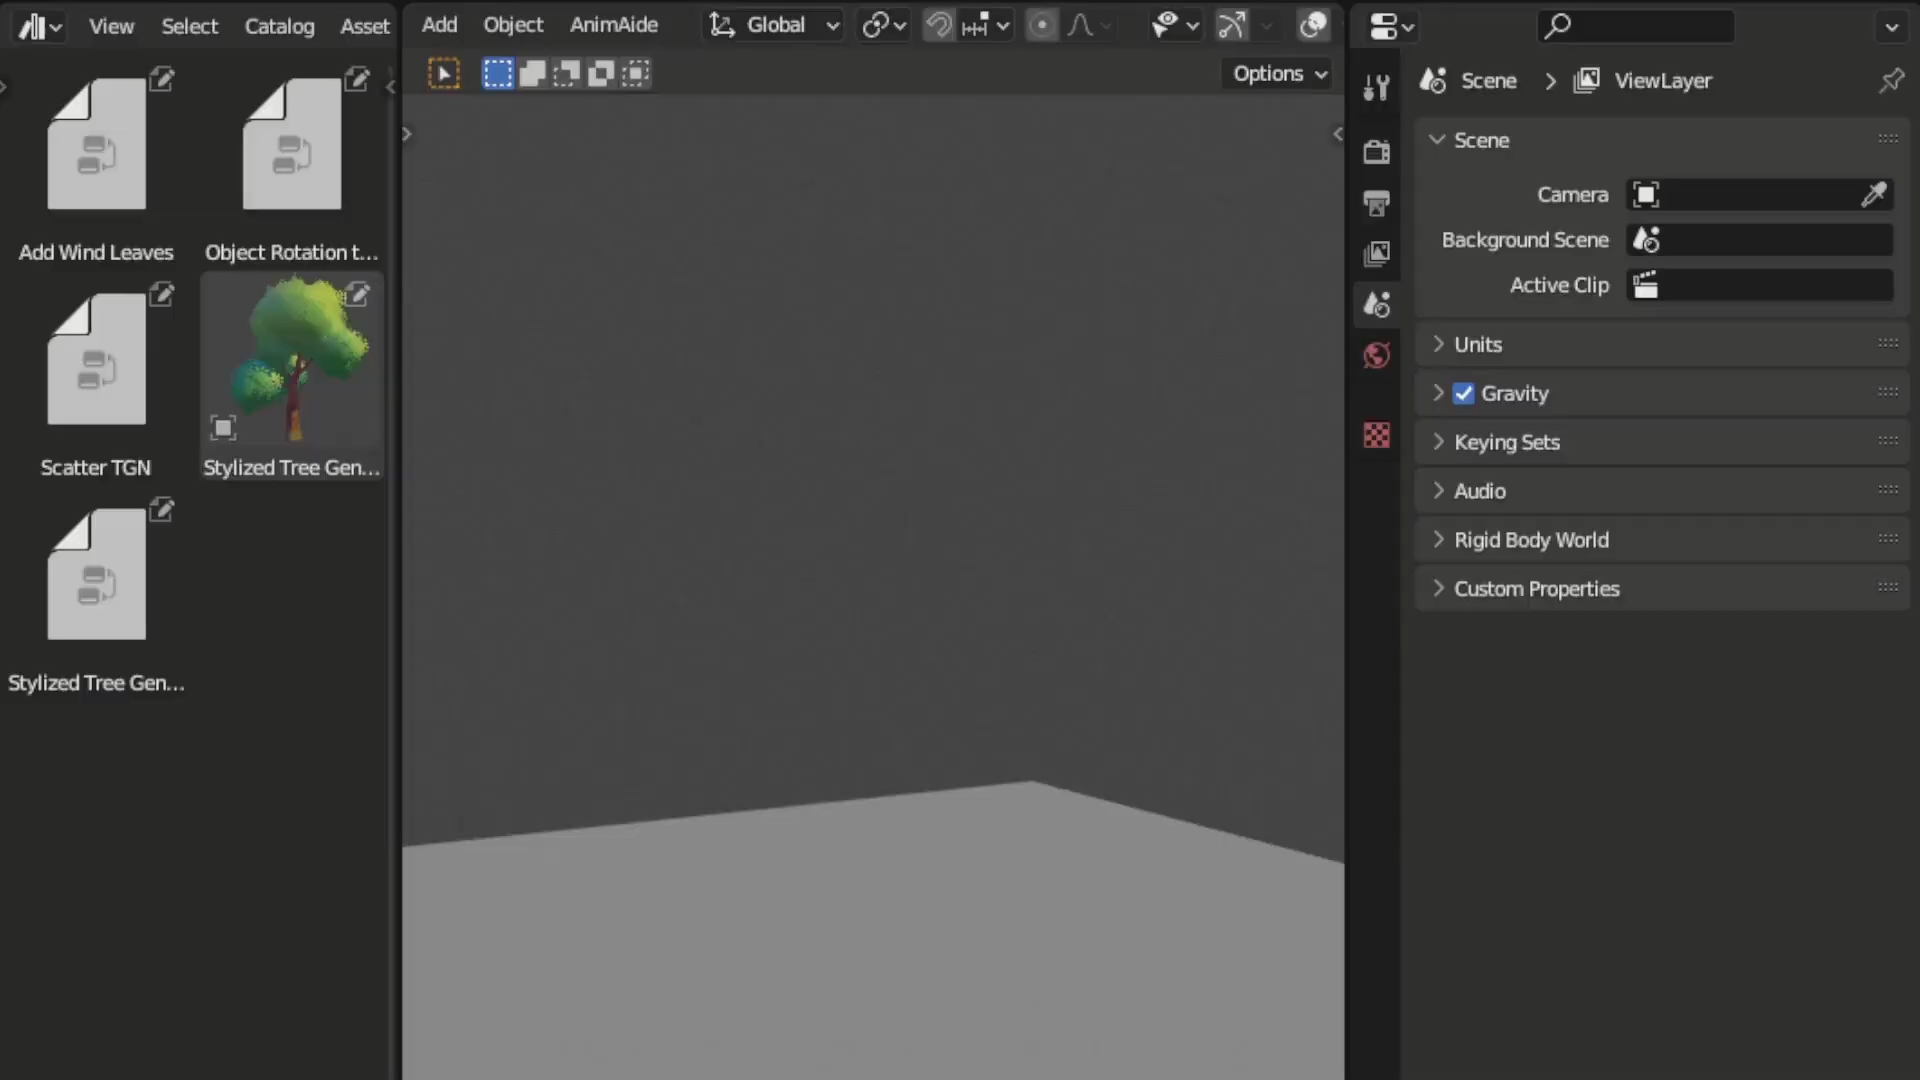 View Select Catalog Asset
Add Object AnimAide Global
Options
Add Wind Leaves
Object Rotation t...
Scatter TGN
Stylized Tree Gen...
Stylized Tree Gen...
Scene ViewLayer
Scene
Camera
Background Scene
Active Clip
Units
Gravity
Keying Sets
Audio
Rigid Body World
Custom Properties